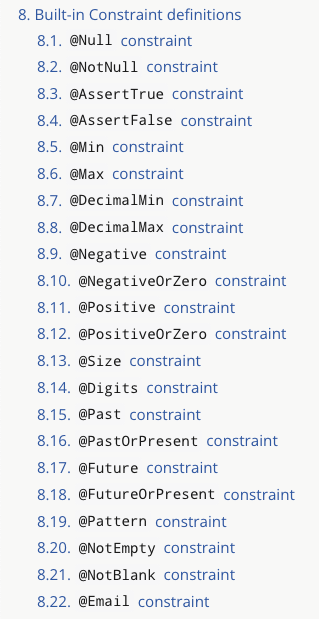 8. Built-in Constraint definitions
8.1. @Null constraint
8.2. @NotNull constraint
8.3. @AssertTrue constraint
8.4. @AssertFalse constraint
8.5. @Min constraint
8.6. @Max constraint
8.7. @DecimalMin constraint
8.8. @DecimalMax constraint
8.9. @Negative constraint
8.10. @NegativeOrZero constraint
8.11. @Positive constraint
8.12. @PositiveOrZero constraint
8.13. @Size constraint
8.14. @Digits constraint
8.15. @Past constraint
8.16. @PastOrPresent constraint
8.17. @Future constraint
8.18. @FutureOrPresent constraint
8.19. @Pattern constraint
8.20. @NotEmpty constraint
8.21. @NotBlank constraint
8.22. @Email constraint